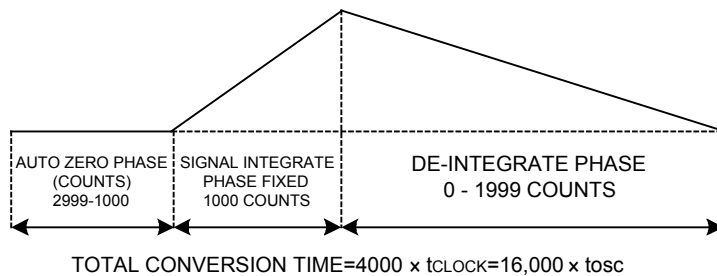 AUTO ZERO PHASE
(COUNTS)
2999-1000
SIGNAL INTEGRATE
PHASE FIXED
1000 COUNTS
DE-INTEGRATE PHASE
0 - 1999 COUNTS
TOTAL CONVERSION TIME=4000 × tCLOCK=16,000 × tosc